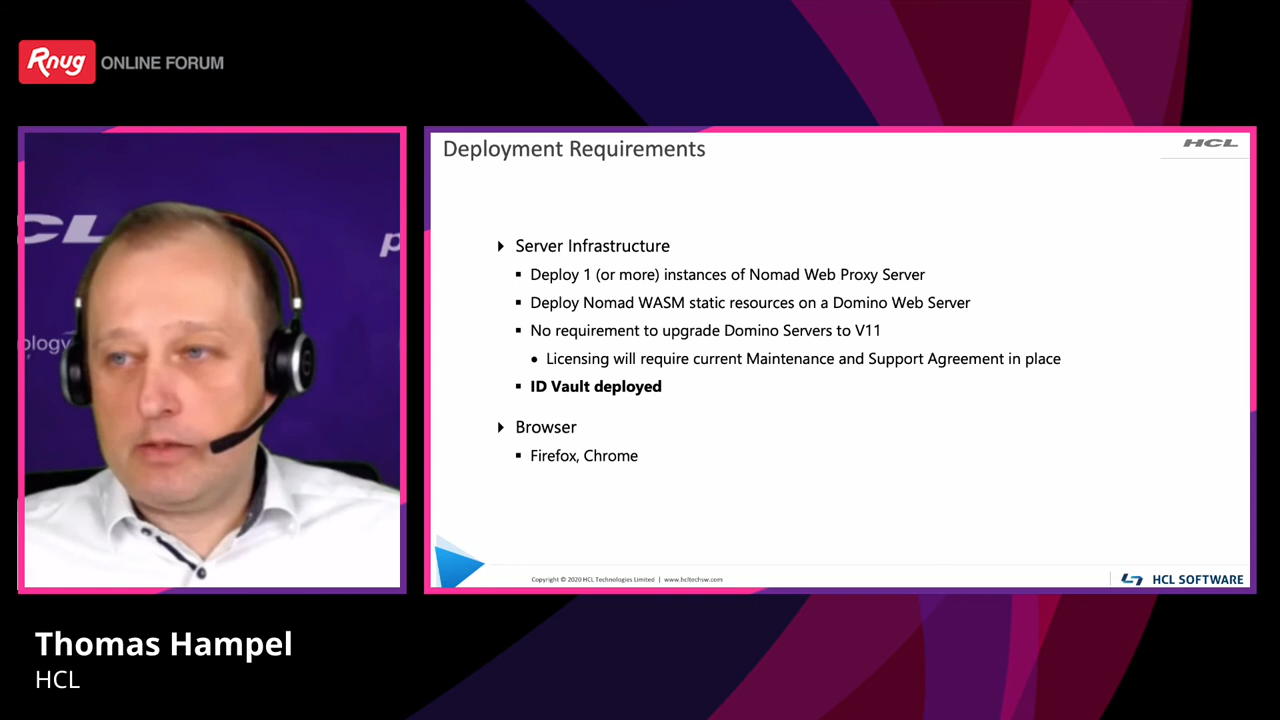 Rnug ONLINE FORUM
CL
p
ology
Deployment Requirements
HCL
Server Infrastructure
Deploy 1 (or more) instances of Nomad Web Proxy Server
Deploy Nomad WASM static resources on a Domino Web Server
No requirement to upgrade Domino Servers to V11
Licensing will require current Maintenance and Support Agreement in place
ID Vault deployed
Browser
Firefox, Chrome
Copyright © 2020 HCL Technologies Limited | www.hcltechsw.com
HCL SOFTWARE
Thomas Hampel
HCL